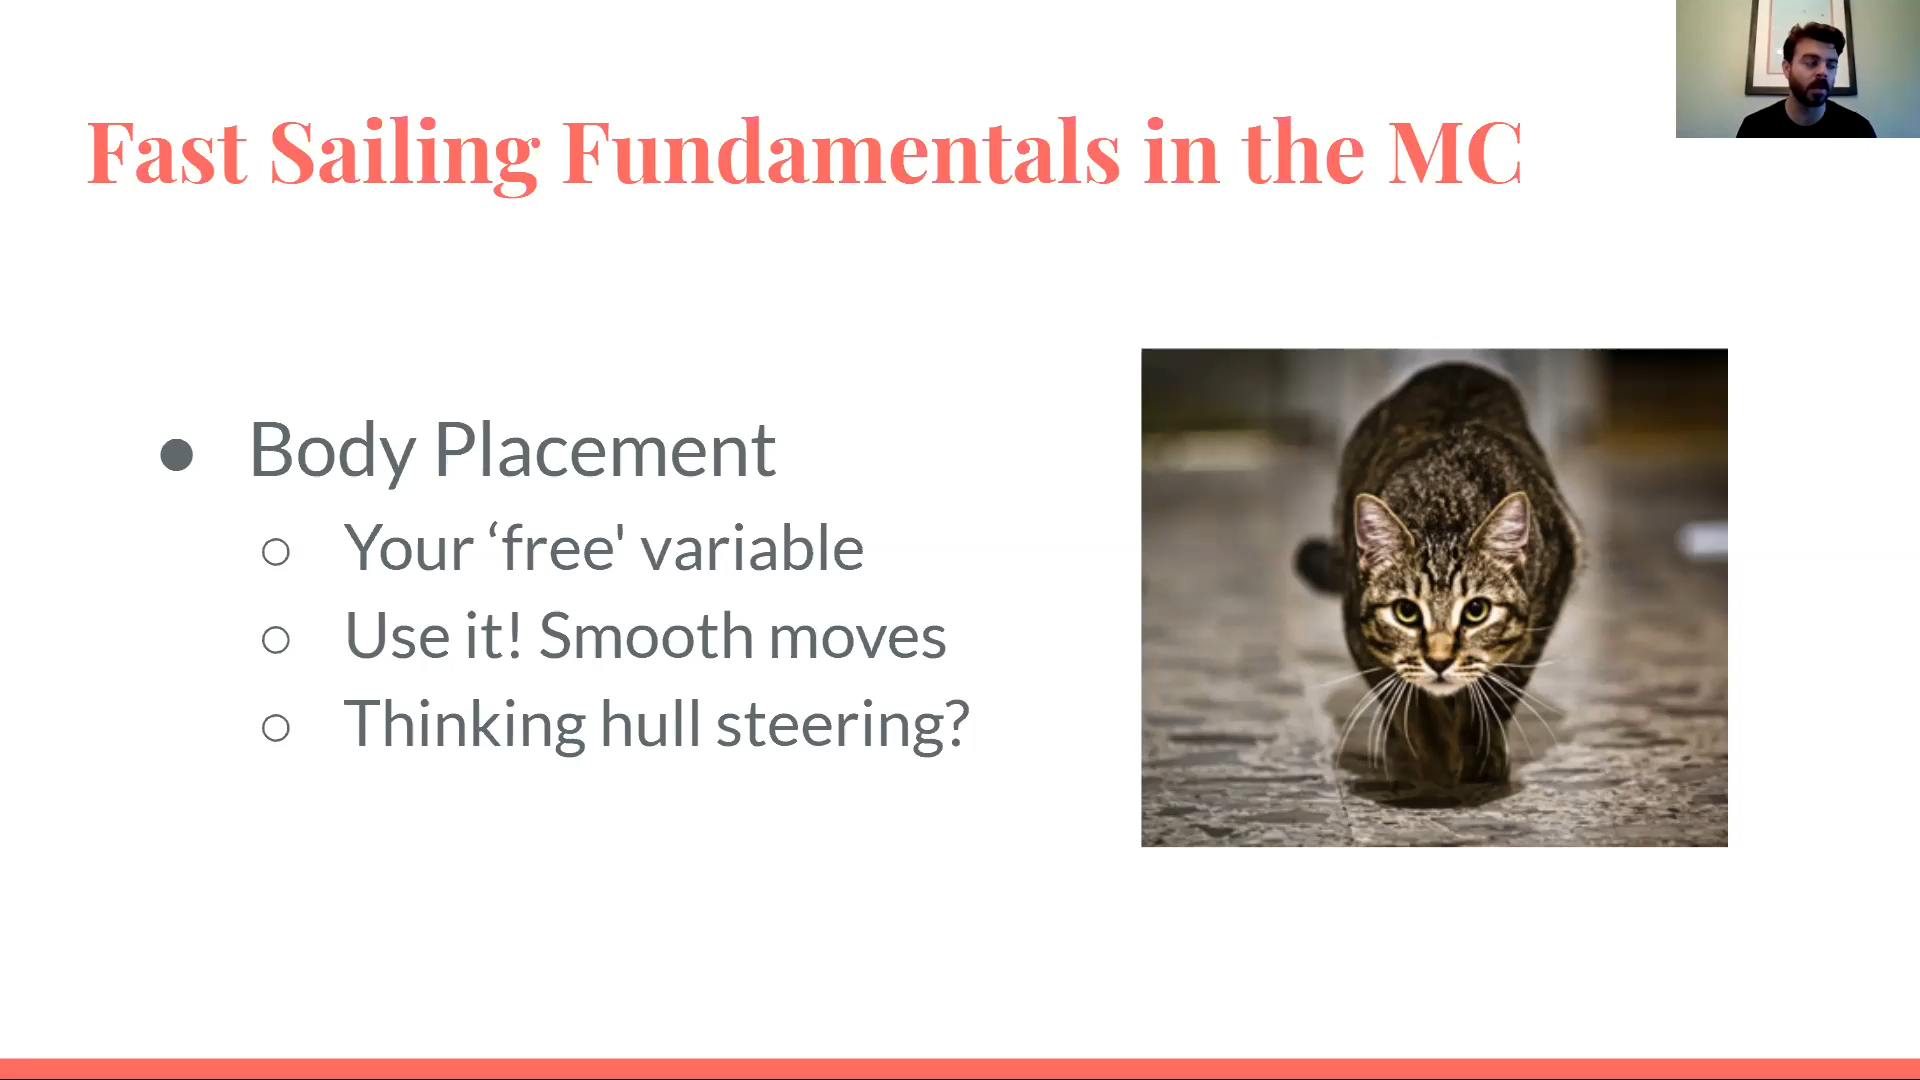 Fast Sailing Fundamentals in the MC
● Body Placement
○ Your ‘free' variable
○ Use it! Smooth moves
○ Thinking hull steering?